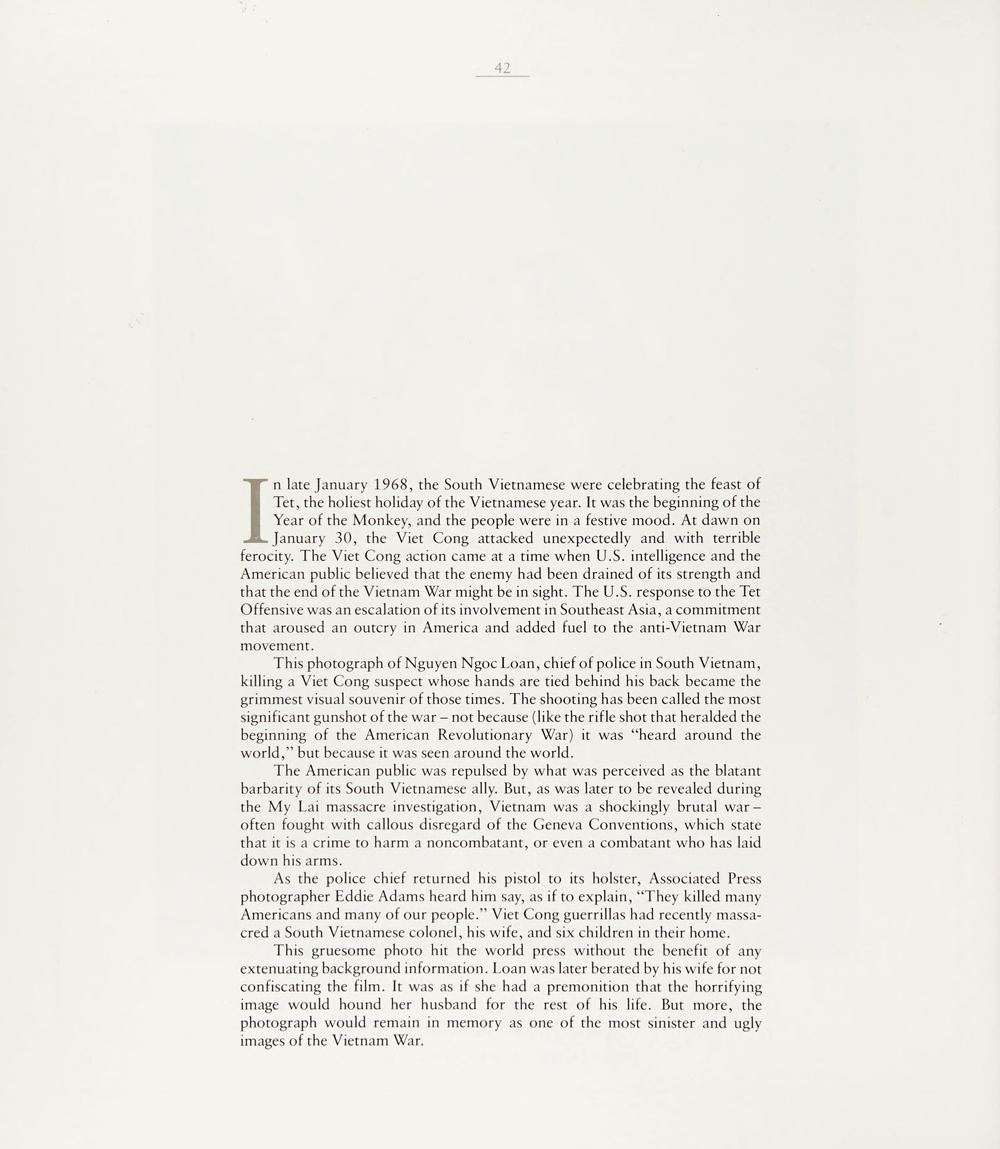 42
In late January 1968, the South Vietnamese were celebrating the feast of
Tet, the holiest holiday of the Vietnamese year. It was the beginning of the
Year of the Monkey, and the people were in a festive mood. At dawn on
January 30, the Viet Cong attacked unexpectedly and with terrible
ferocity. The Viet Cong action came at a time when U.S. intelligence and the
American public believed that the enemy had been drained of its strength and
that the end of the Vietnam War might be in sight. The U.S. response to the Tet
Offensive was an escalation of its involvement in Southeast Asia, a commitment
that aroused an outcry in America and added fuel to the anti-Vietnam War
movement.
This photograph of Nguyen Ngoc Loan, chief of police in South Vietnam,
killing a Viet Cong suspect whose hands are tied behind his back became the
grimmest visual souvenir of those times. The shooting has been called the most
significant gunshot of the war – not because (like the rifle shot that heralded the
beginning of the American Revolutionary War) it was “heard around the
world,” but because it was seen around the world.
The American public was repulsed by what was perceived as the blatant
barbarity of its South Vietnamese ally. But, as was later to be revealed during
the My Lai massacre investigation, Vietnam was a shockingly brutal war –
often fought with callous disregard of the Geneva Conventions, which state
that it is a crime to harm a noncombatant, or even a combatant who has laid
down his arms.
As the police chief returned his pistol to its holster, Associated Press
photographer Eddie Adams heard him say, as if to explain, “They killed many
Americans and many of our people.” Viet Cong guerrillas had recently massa-
cred a South Vietnamese colonel, his wife, and six children in their home.
This gruesome photo hit the world press without the benefit of any
extenuating background information. Loan was later berated by his wife for not
confiscating the film. It was as if she had a premonition that the horrifying
image would hound her husband for the rest of his life. But more, the
photograph would remain in memory as one of the most sinister and ugly
images of the Vietnam War.